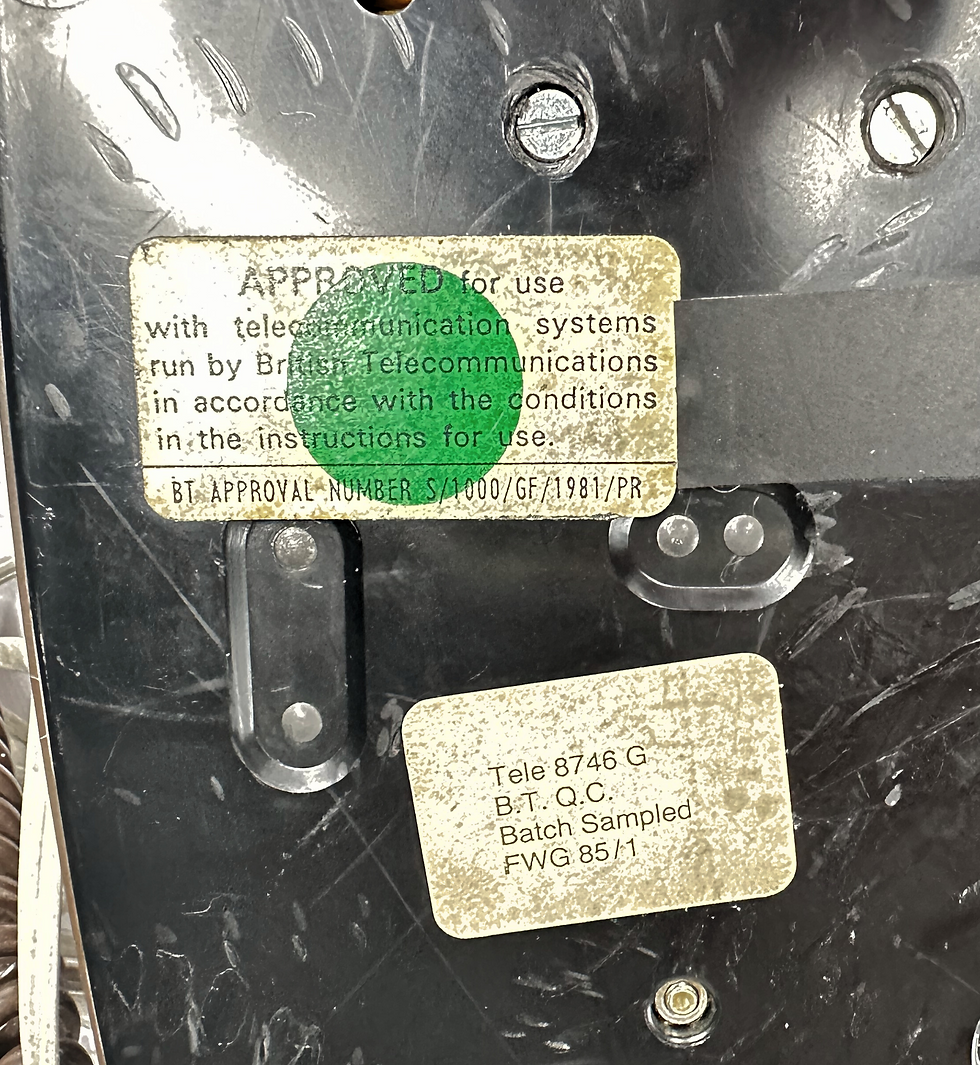 APPROVED for use
with telecommunication systems
run by British Telecommunications
in accordance with the conditions
in the instructions for use.
BT APPROVAL NUMBER S/1000/GF/1981/PR
Tele 8746 G
B.T. Q.C.
Batch Sampled
FWG 85/1